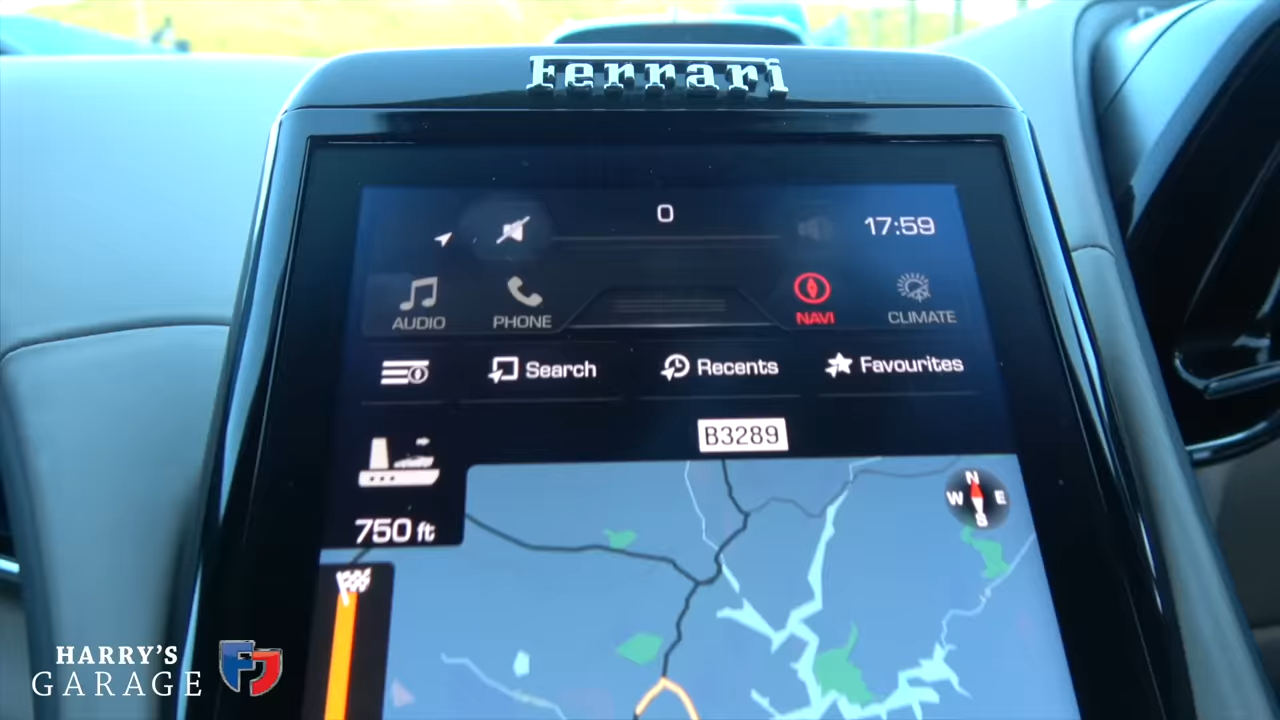 Ferrari
0
17:59
AUDIO PHONE NAVI CLIMATE
Search Recents Favourites
B3289
N
W E
S
750 ft
HARRY'S
GARAGE